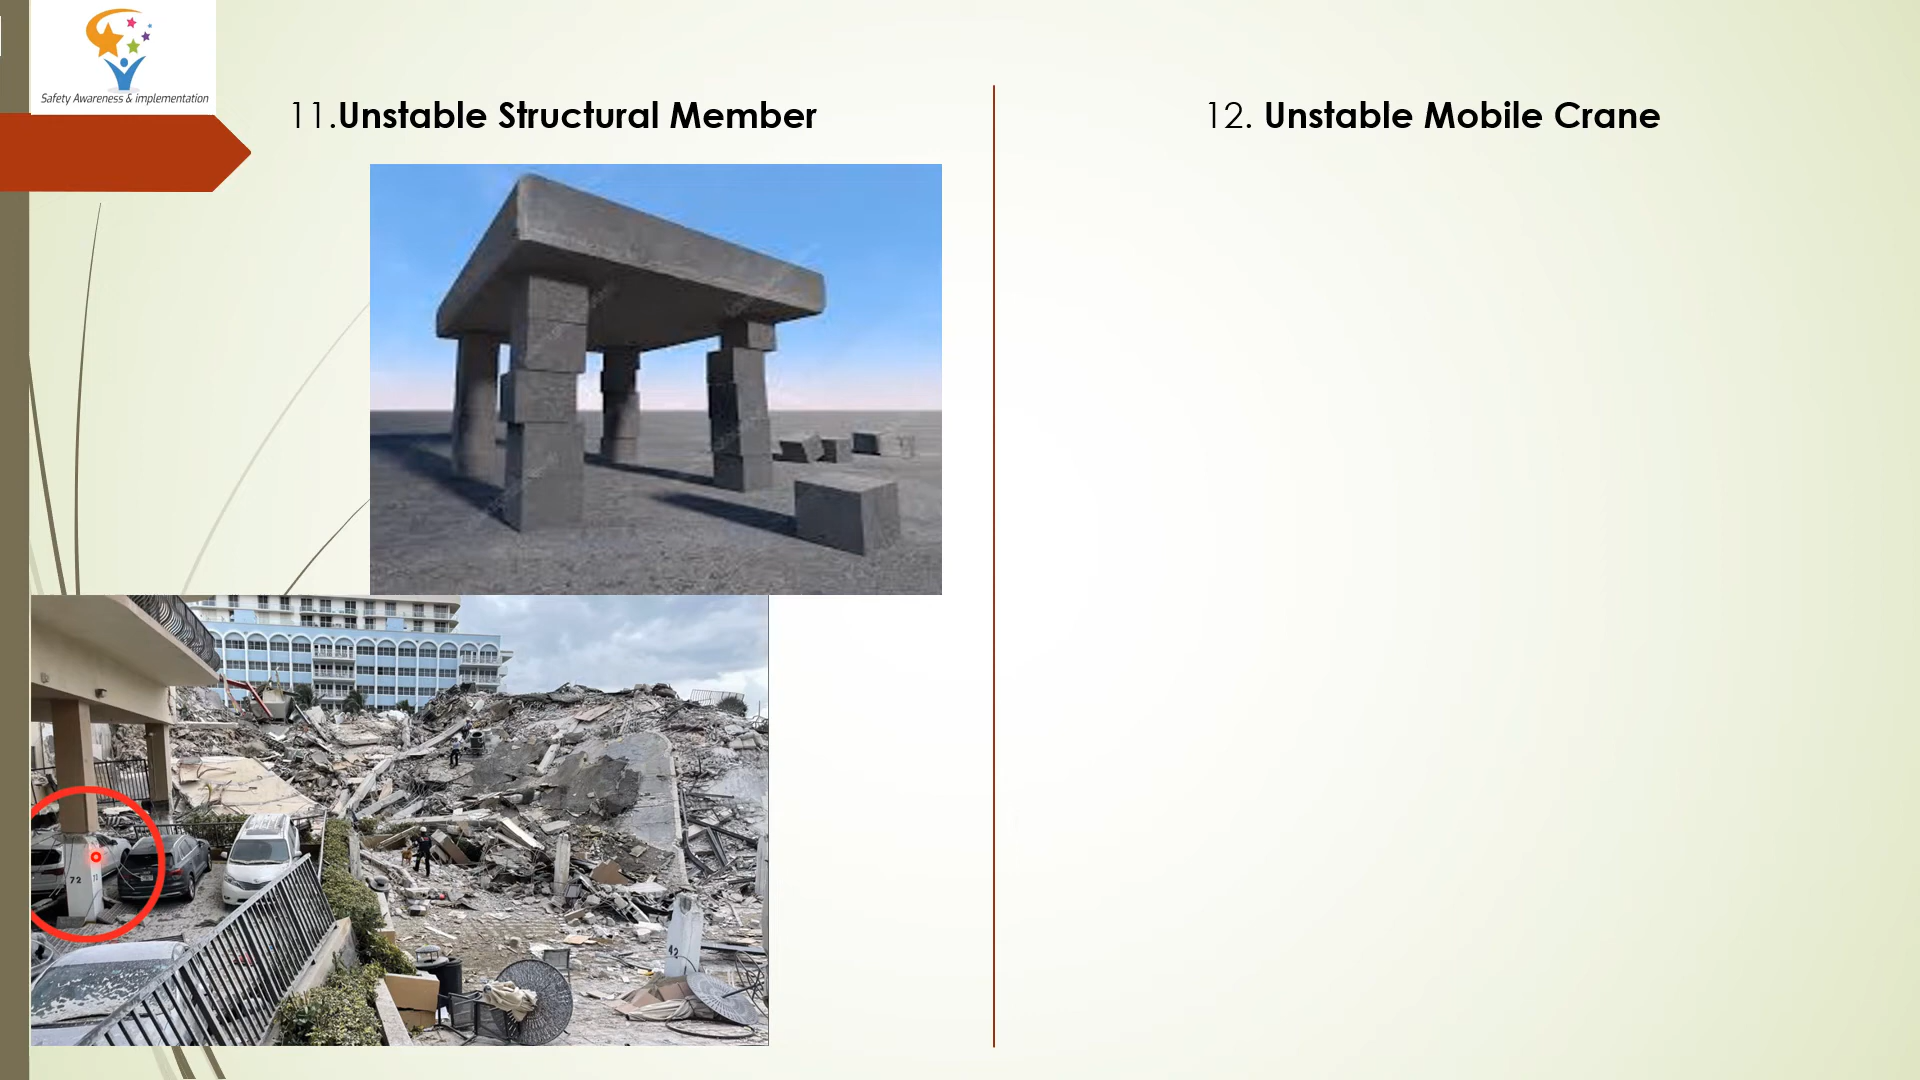 Safety Awareness & implementation
11.Unstable Structural Member
12. Unstable Mobile Crane
72
42